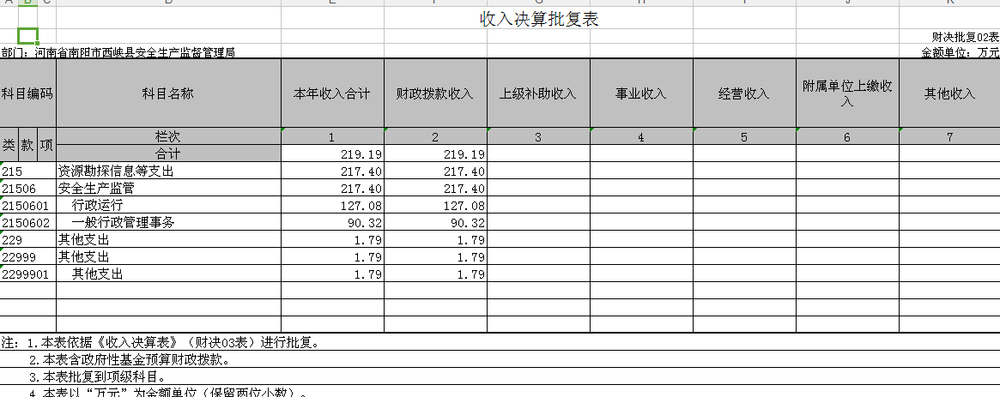 收入决算批复表
财决批复02表
部门：河南省南阳市西峡县安全生产监督管理局 金额单位：万元
科目编码 科目名称 本年收入合计 财政拨款收入 上级补助收入 事业收入 经营收入 附属单位上缴收入 其他收入
类 款 项 栏次 1 2 3 4 5 6 7
合计 219.19 219.19
215 资源勘探信息等支出 217.40 217.40
21506 安全生产监管 217.40 217.40
2150601 行政运行 127.08 127.08
2150602 一般行政管理事务 90.32 90.32
229 其他支出 1.79 1.79
22999 其他支出 1.79 1.79
2299901 其他支出 1.79 1.79
注：1.本表依据《收入决算表》（财决03表）进行批复。
2.本表含政府性基金预算财政拨款。
3.本表批复到项级科目。
4.本表以“万元”为金额单位（保留两位小数）。